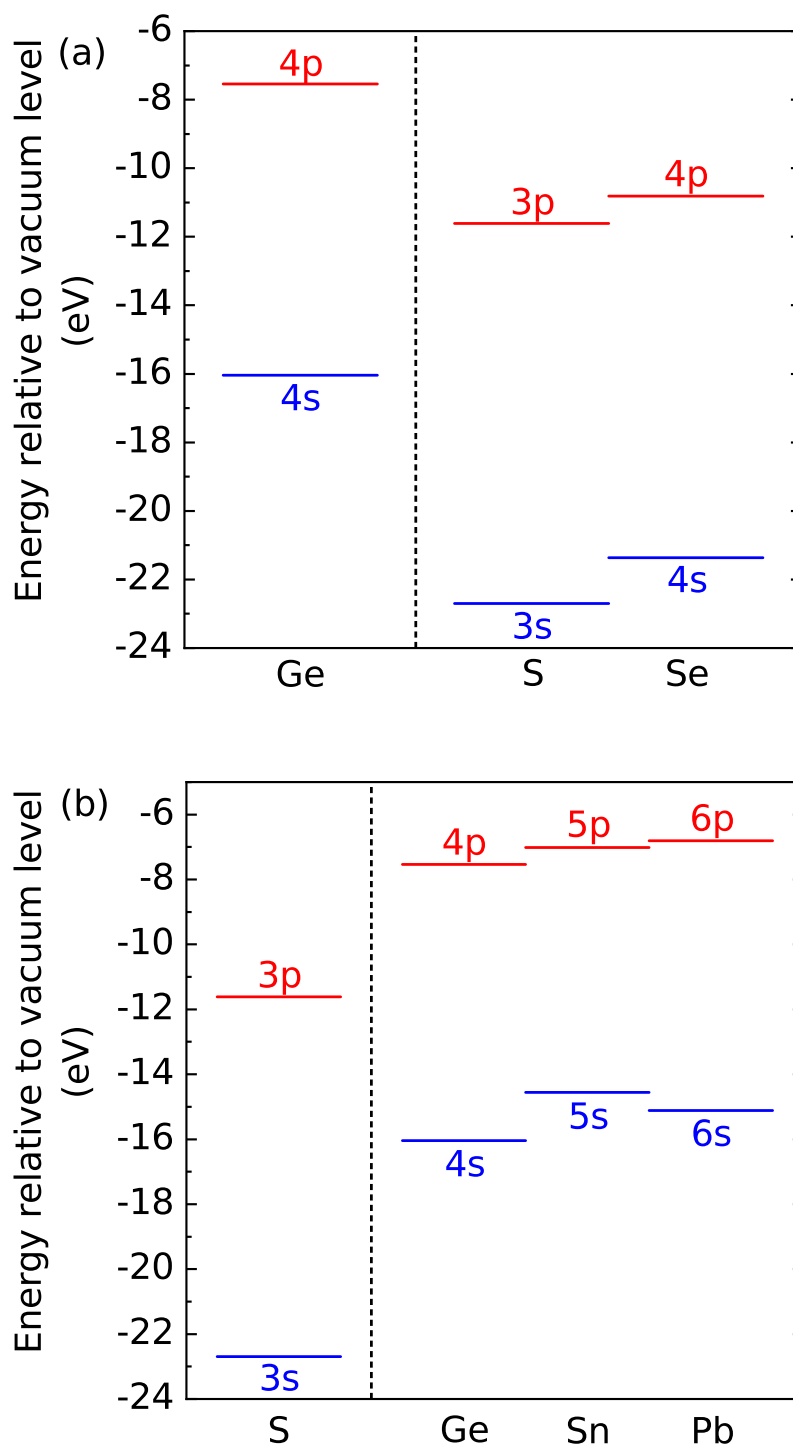 (a)
Energy relative to vacuum level
(eV)
-6
-8
-10
-12
-14
-16
-18
-20
-22
-24
4p
4s
3p
4p
3s
4s
Ge
S
Se
(b)
Energy relative to vacuum level
(eV)
-6
-8
-10
-12
-14
-16
-18
-20
-22
-24
3p
4p
5p
6p
4s
5s
6s
3s
S
Ge
Sn
Pb